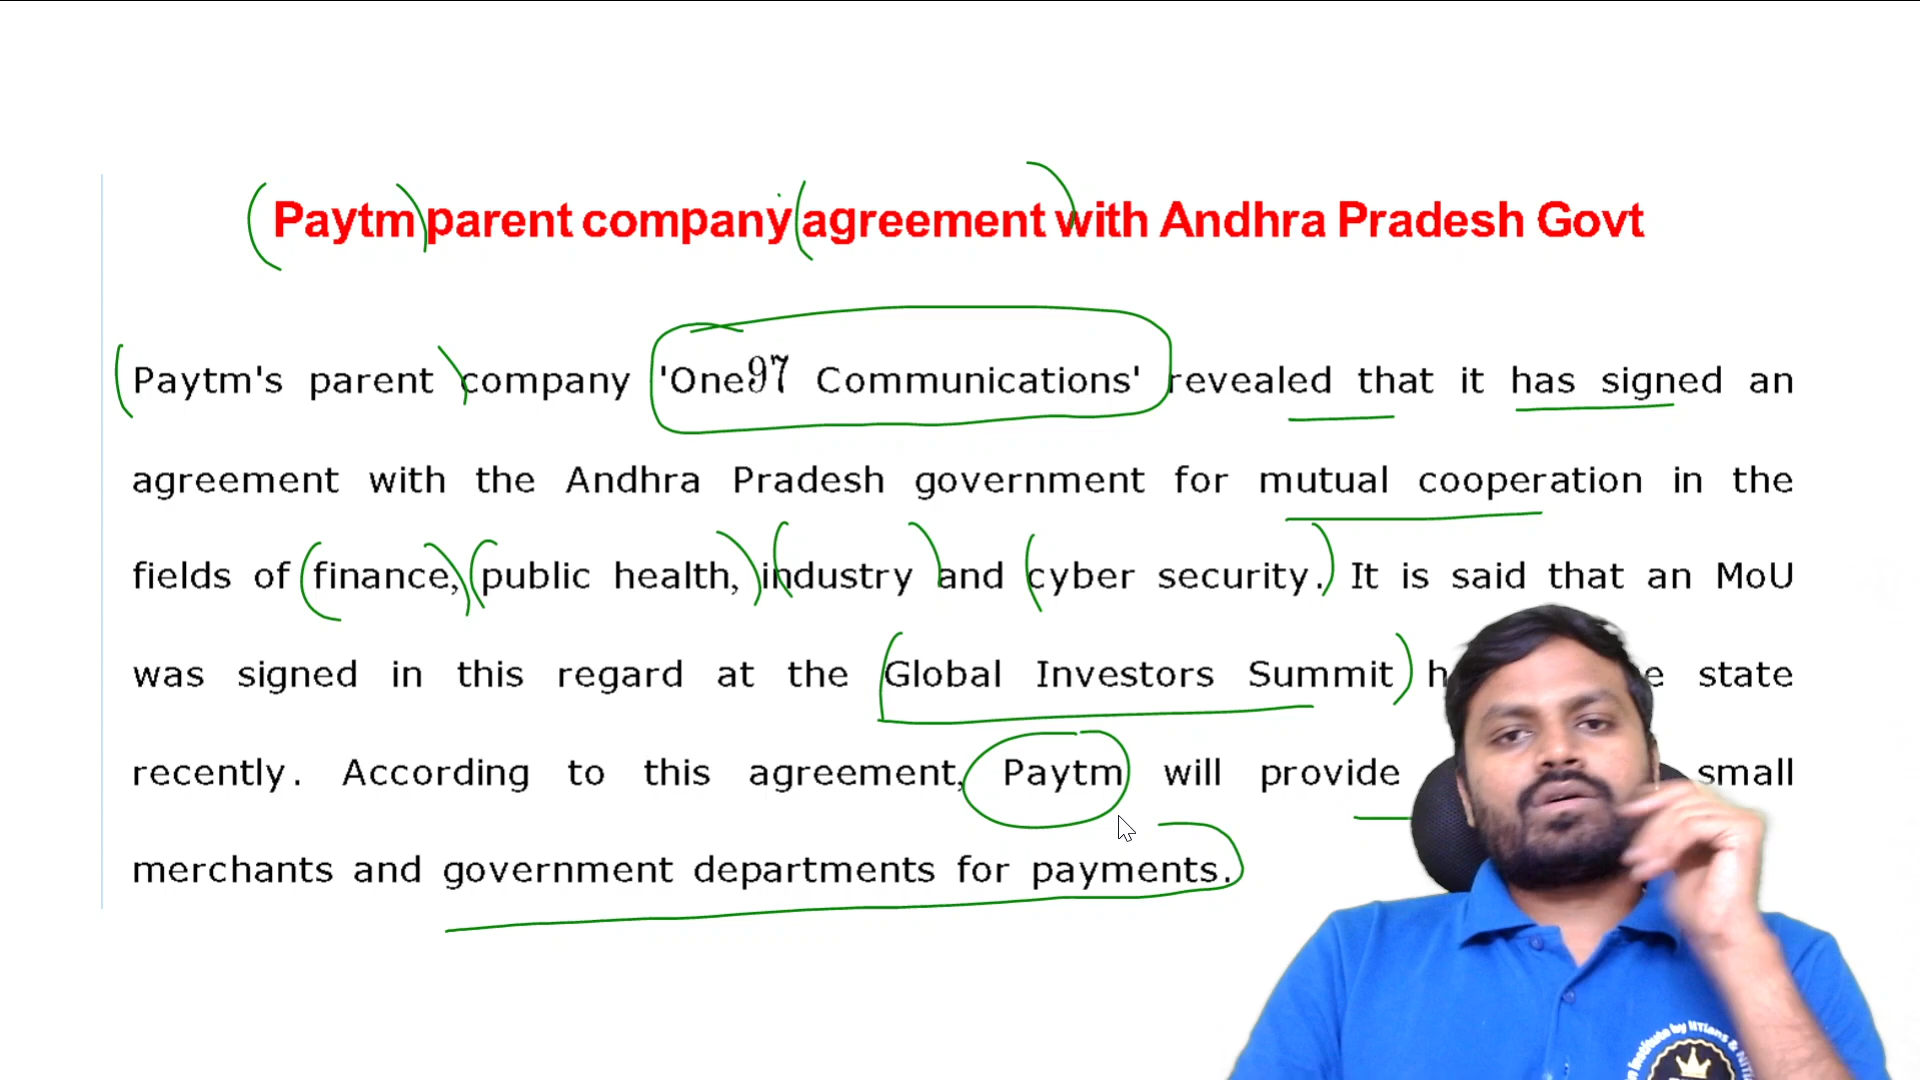 Paytm parent company agreement with Andhra Pradesh Govt
Paytm's parent company 'One97 Communications' revealed that it has signed an
agreement with the Andhra Pradesh government for mutual cooperation in the
fields of finance, public health, industry and cyber security. It is said that an MoU
was signed in this regard at the Global Investors Summit state
recently. According to this agreement, Paytm will provide small
merchants and government departments for payments.
Institute by IITians &